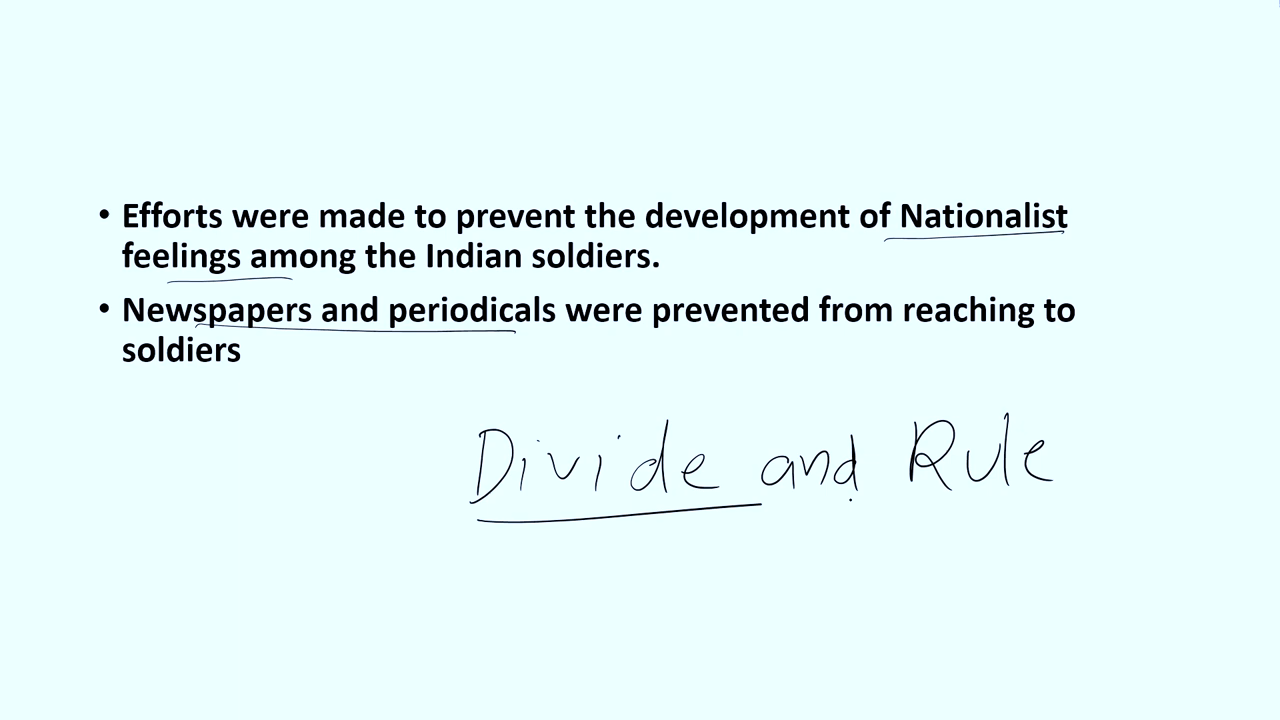 • Efforts were made to prevent the development of Nationalist
feelings among the Indian soldiers.
• Newspapers and periodicals were prevented from reaching to
soldiers
Divide and Rule